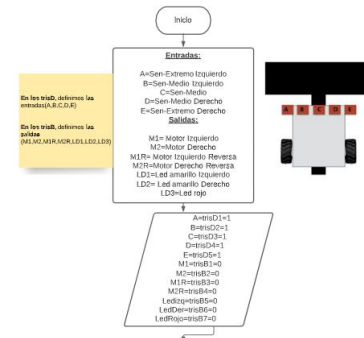 Inicio
Entradas:
A=Sen-Extremo Izquierdo
B=Sen-Medio Izquierdo
C=Sen-Medio
D=Sen-Medio Derecho
E=Sen-Extremo Derecho
Salidas:
M1= Motor Izquierdo
M2=Motor Derecho
M1R= Motor Izquierdo Reversa
M2R=Motor Derecho Reversa
LD1=Led amarillo Izquierdo
LD2= Led amarillo Derecho
LD3=Led rojo
En los trisD, definimos las
entradas(A,B,C,D,E)
En los trisB, definimos las
salidas
(M1,M2,M1R,M2R,LD1,LD2,LD3)
A B C D E
A=trisD1=1
B=trisD2=1
C=trisD3=1
D=trisD4=1
E=trisD5=1
M1=trisB1=0
M2=trisB2=0
M1R=trisB3=0
M2R=trisB4=0
Ledizq=trisB5=0
LedDer=trisB6=0
LedRojo=trisB7=0